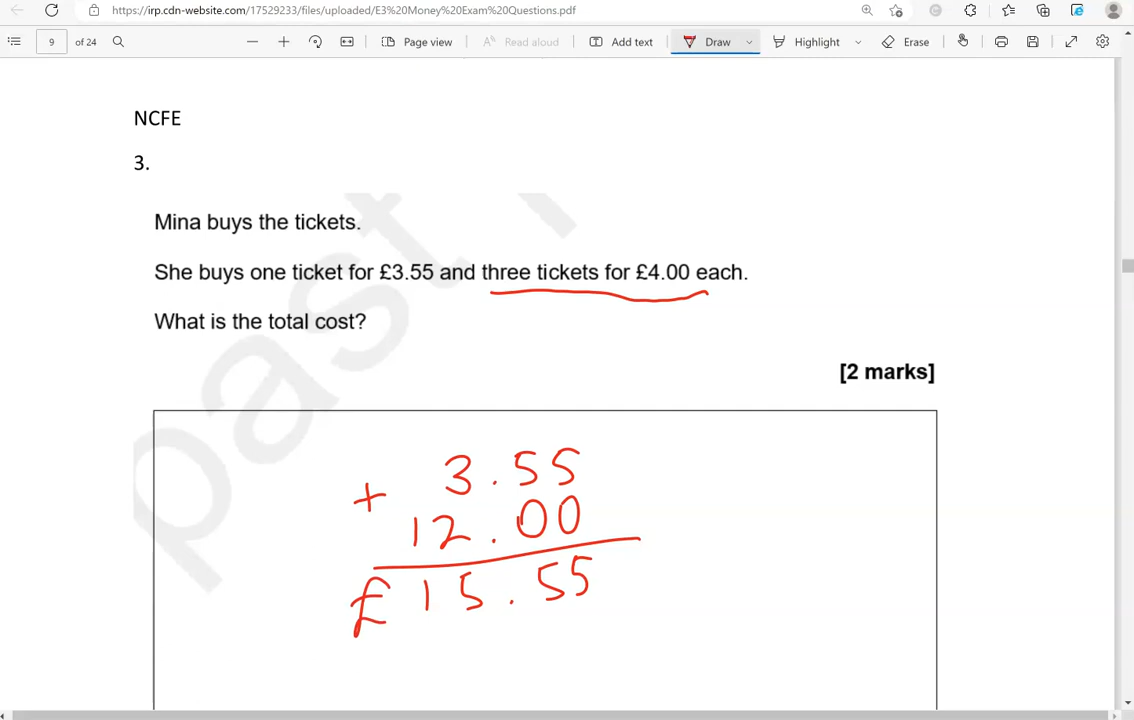 https://irp.cdn-website.com/17529233/files/uploaded/E3%20Money%20Exam%20Questions.pdf
9 of 24 Page view Read aloud Add text Draw Highlight Erase
NCFE
3.
Mina buys the tickets.
She buys one ticket for £3.55 and three tickets for £4.00 each.
What is the total cost?
[2 marks]
3.55
+
12.00
£15.55
past